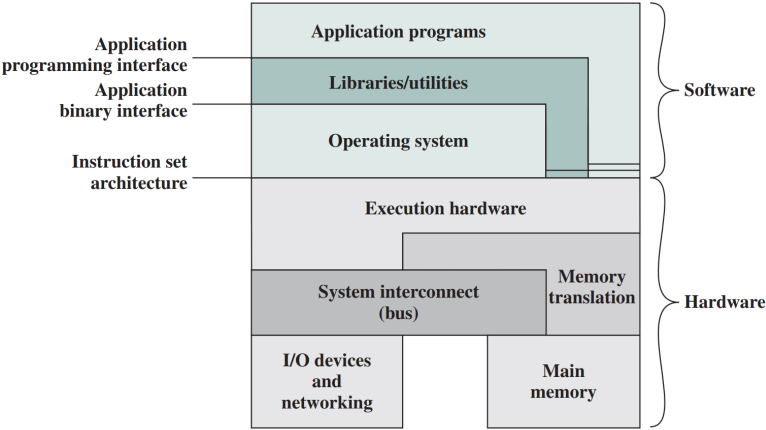 Application programs
Application
programming interface
Libraries/utilities
Software
Application
binary interface
Operating system
Instruction set
architecture
Execution hardware
Memory
translation
System interconnect
(bus)
Hardware
I/O devices
and
networking
Main
memory